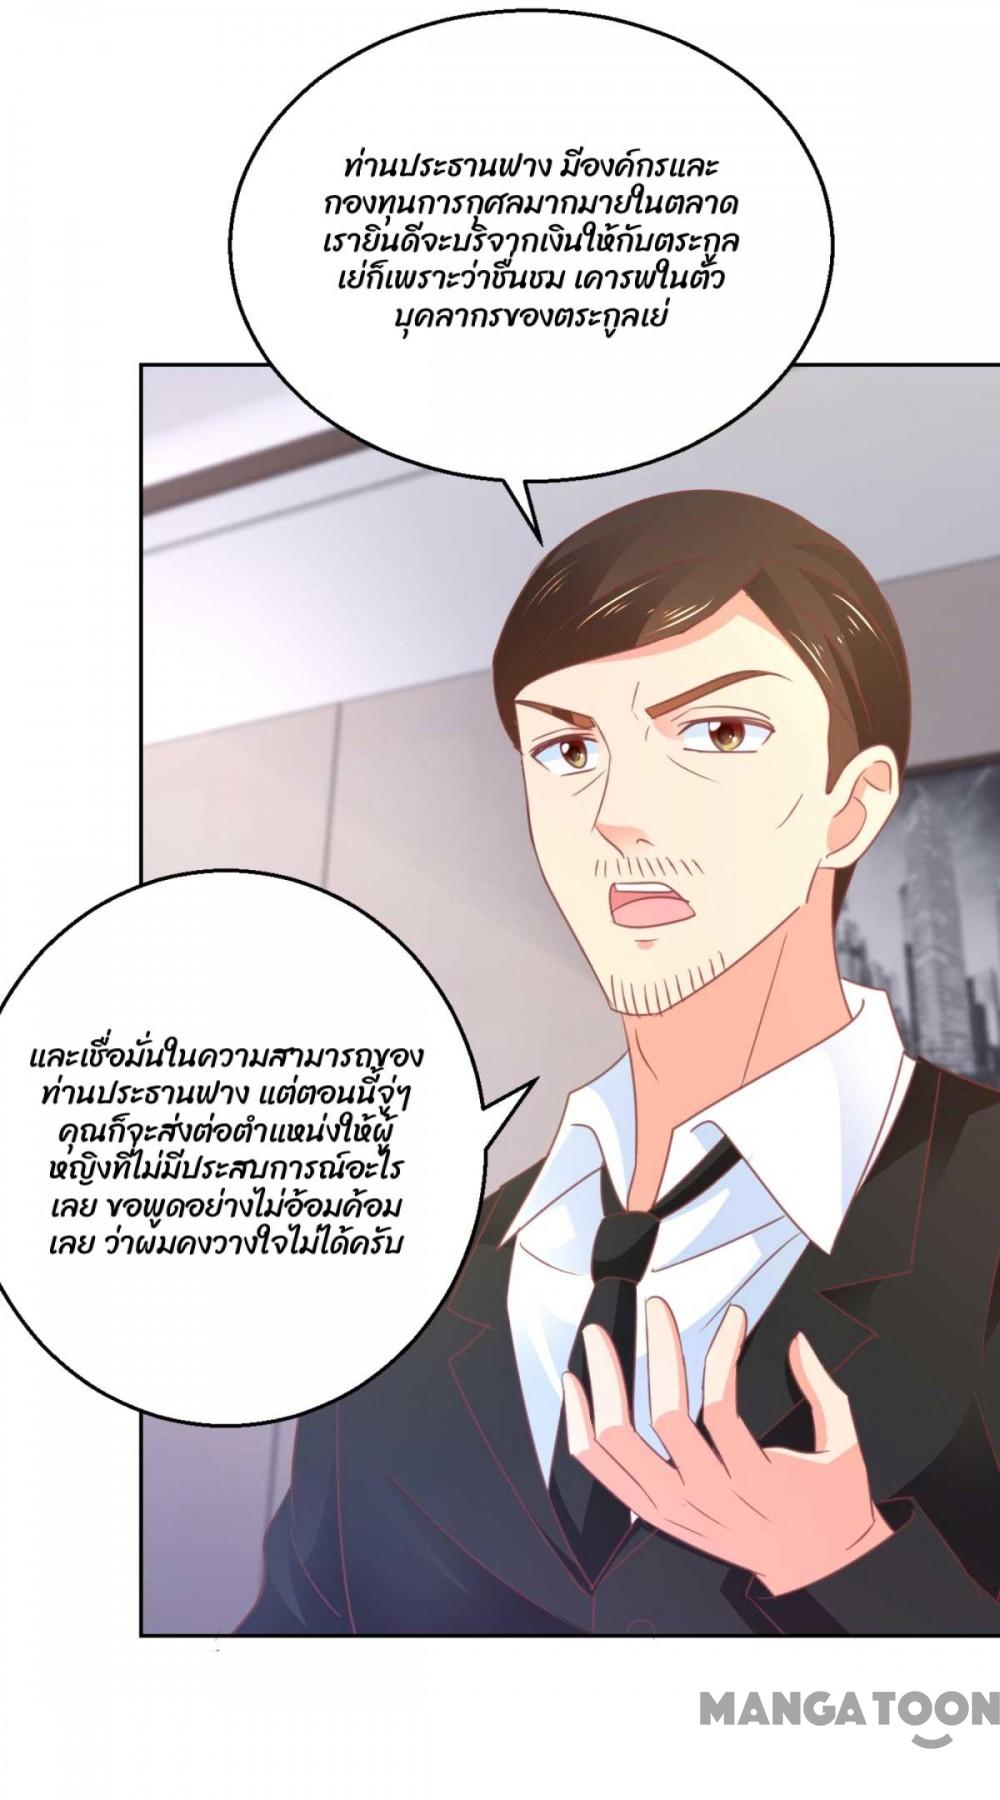 ท่านประธานฟาง มีองค์กรและ
กองทุนการกุศลมากมายในตลาด
เรายินดีจะบริจากเงินให้กับตระกูล
เย่ก็เพราะว่าชื่นชม เคารพในตัว
บุคลากรของตระกูลเย่
และเชื่อมั่นในความสามารถของ
ท่านประธานฟาง แต่ตอนนี้จู่ๆ
คุณก็จะส่งต่อตำแหน่งให้ผู้
หญิงที่ไม่มีประสบการณ์อะไร
เลย ขอพูดอย่างไม่อ้อมค้อม
เลย ว่าผมคงวางใจไม่ได้ครับ
MANGATOON